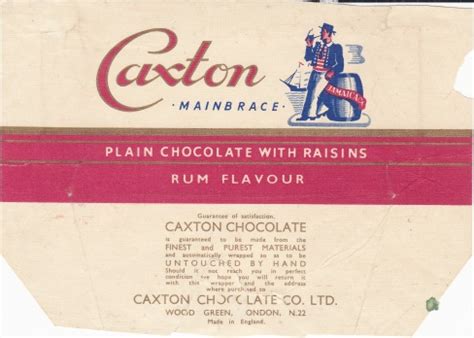 Caxton
· MAINBRACE ·
JAMAICA
PLAIN CHOCOLATE WITH RAISINS
RUM FLAVOUR
Guarantee of satisfaction.
CAXTON CHOCOLATE
is guaranteed to be made from the
FINEST and PUREST MATERIALS
and automatically wrapped so as to be
UNTOUCHED BY HAND
Should it not reach you in perfect
condition we hope you will return it
with this wrapper and the address
where purchased to
CAXTON CHOCOLATE CO. LTD.
WOOD GREEN, ONDON, N.22
Made in England.